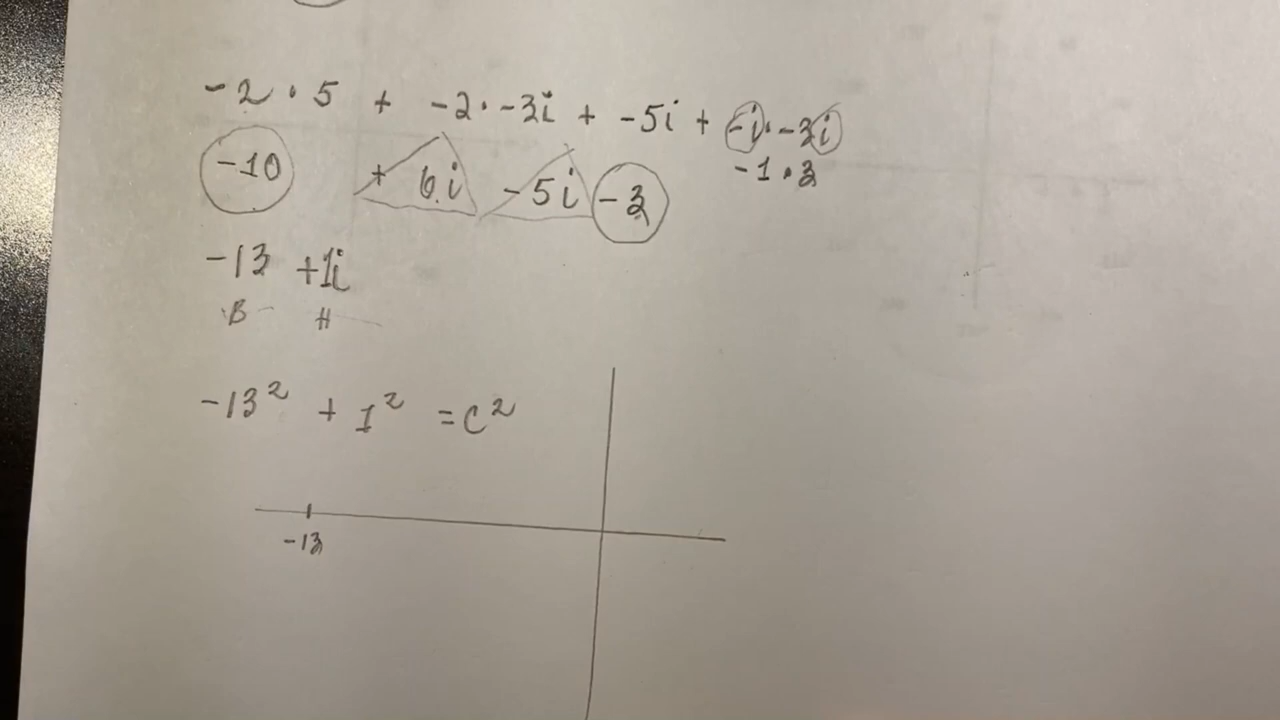 -2 · 5 + -2 · -3i + -5i + -i · -3i
-10 + 6i -5i -3
-1 · 3
-13 +1i
B H
-13² + 1² = C²
-13